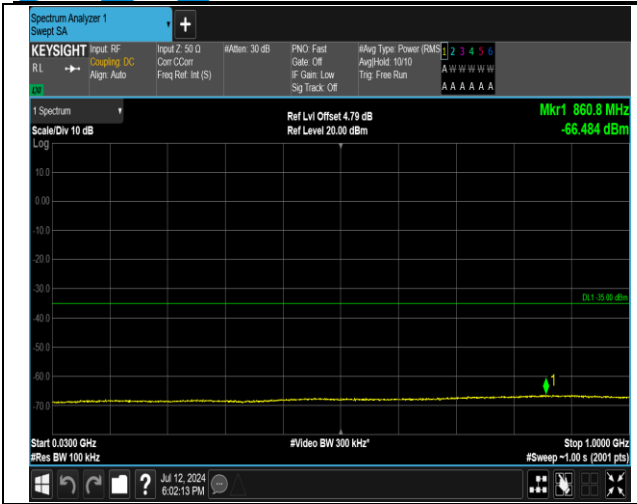 Spectrum Analyzer 1
Swept SA
+
KEYSIGHT
RL
Input: RF
Coupling: DC
Align: Auto
Input Z: 50 Ω
Corr CCorr
Freq Ref: Int (S)
#Atten: 30 dB
PNO: Fast
Gate: Off
IF Gain: Low
Sig Track: Off
#Avg Type: Power (RMS
Avg|Hold: 10/10
Trig: Free Run
1 2 3 4 5 6
A W W W W W
A A A A A A
1 Spectrum
Scale/Div 10 dB
Log
Ref Lvl Offset 4.79 dB
Ref Level 20.00 dBm
Mkr1 860.8 MHz
-66.484 dBm
10.0
0.00
-10.0
-20.0
-30.0
DL1 -35.00 dBm
-40.0
-50.0
-60.0
1
-70.0
Start 0.0300 GHz
#Res BW 100 kHz
#Video BW 300 kHz*
Stop 1.0000 GHz
#Sweep ~1.00 s (2001 pts)
?
Jul 12, 2024
6:02:13 PM